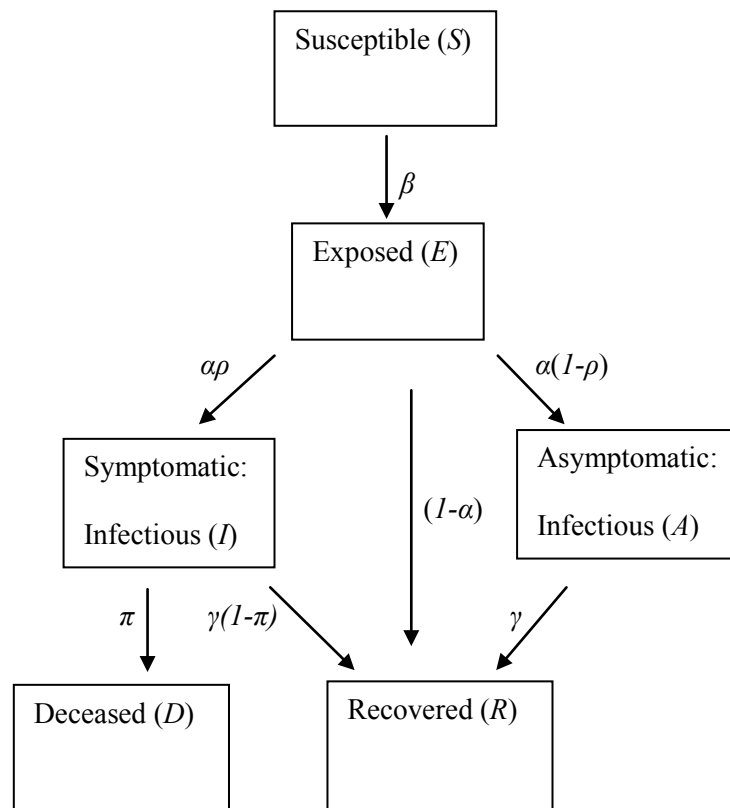 Susceptible (S)
β
Exposed (E)
αρ
α(1-ρ)
Symptomatic:
Infectious (I)
(1-α)
Asymptomatic:
Infectious (A)
π
γ(1-π)
γ
Deceased (D)
Recovered (R)